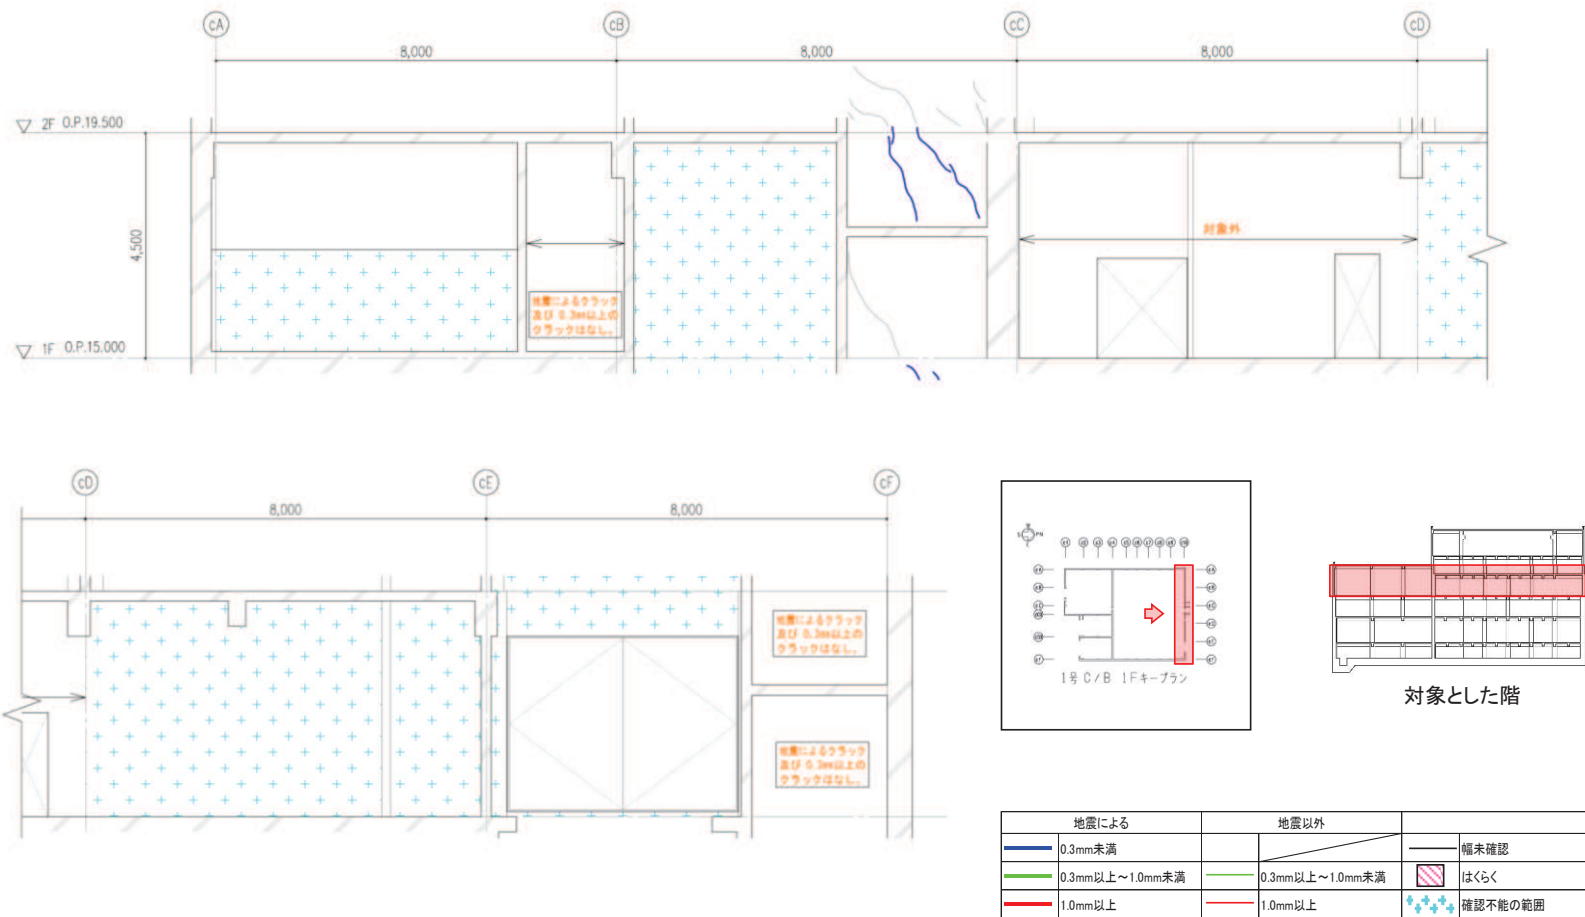 cA cB cC cD
8,000 8,000 8,000
2F O.P.19.500
4,500
対象外
地震によるクラック
及び 0.3mm以上の
クラックはなし。
1F O.P.15.000
cD cE cF
8,000 8,000
地震によるクラック
及び 0.3mm以上の
クラックはなし。
地震によるクラック
及び 0.3mm以上の
クラックはなし。
1号 C/B 1Fキープラン
対象とした階
地震による 地震以外
0.3mm未満 幅未確認
0.3mm以上～1.0mm未満 0.3mm以上～1.0mm未満 はくらく
1.0mm以上 1.0mm以上 確認不能の範囲